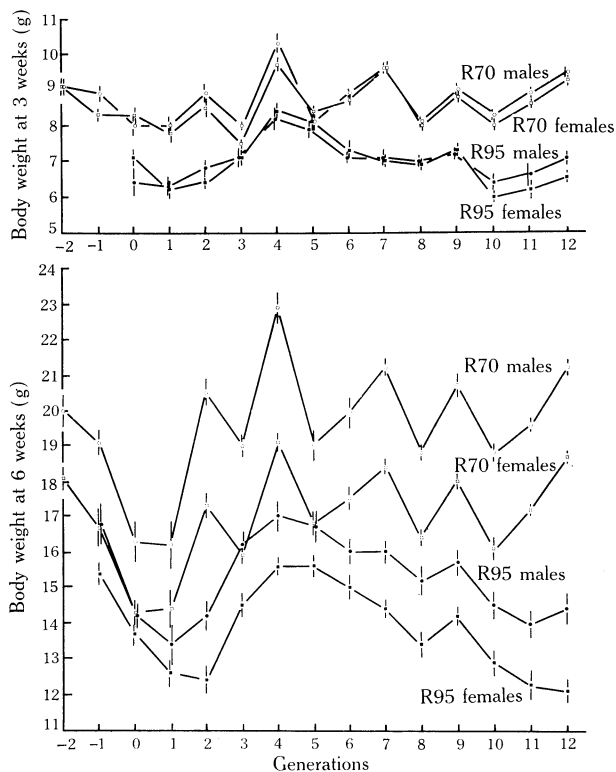 Body weight at 3 weeks (g)
11
10
9
8
7
6
5
R70 males
R70 females
R95 males
R95 females
-2 -1 0 1 2 3 4 5 6 7 8 9 10 11 12
Body weight at 6 weeks (g)
24
23
22
21
20
19
18
17
16
15
14
13
12
11
R70 males
R70 females
R95 males
R95 females
-2 -1 0 1 2 3 4 5 6 7 8 9 10 11 12
Generations